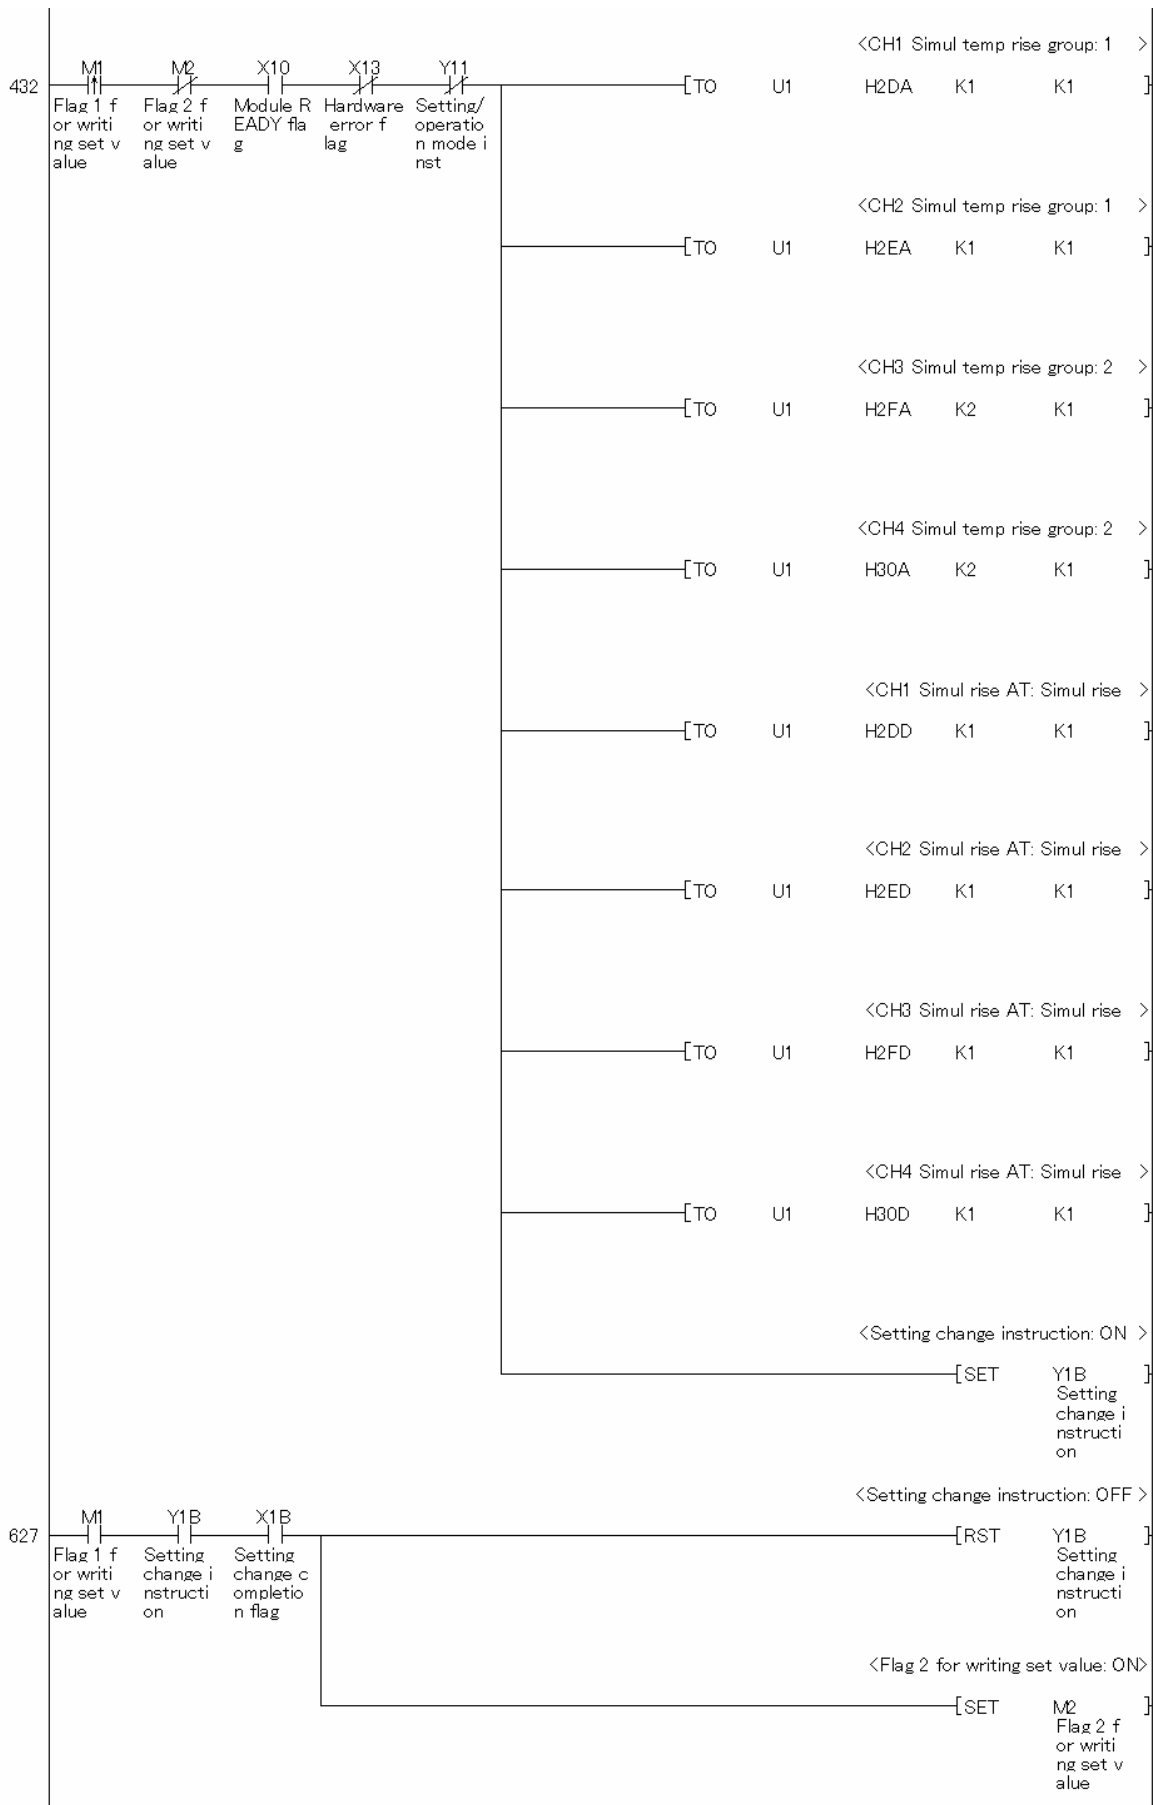 <CH1 Simul temp rise group: 1 >
M1 M2 X10 X13 Y11
432 [TO U1 H2DA K1 K1 ]
Flag 1 f Flag 2 f Module R Hardware Setting/
or writi or writi EADY fla error f operatio
ng set v ng set v g lag n mode i
alue alue nst
<CH2 Simul temp rise group: 1 >
[TO U1 H2EA K1 K1 ]
<CH3 Simul temp rise group: 2 >
[TO U1 H2FA K2 K1 ]
<CH4 Simul temp rise group: 2 >
[TO U1 H30A K2 K1 ]
<CH1 Simul rise AT: Simul rise >
[TO U1 H2DD K1 K1 ]
<CH2 Simul rise AT: Simul rise >
[TO U1 H2ED K1 K1 ]
<CH3 Simul rise AT: Simul rise >
[TO U1 H2FD K1 K1 ]
<CH4 Simul rise AT: Simul rise >
[TO U1 H30D K1 K1 ]
<Setting change instruction: ON >
[SET Y1B ]
Setting
change i
nstructi
on
<Setting change instruction: OFF >
M1 Y1B X1B
627 [RST Y1B ]
Flag 1 f Setting Setting Setting
or writi change i change c change i
ng set v nstructi ompletio nstructi
alue on n flag on
<Flag 2 for writing set value: ON>
[SET M2 ]
Flag 2 f
or writi
ng set v
alue